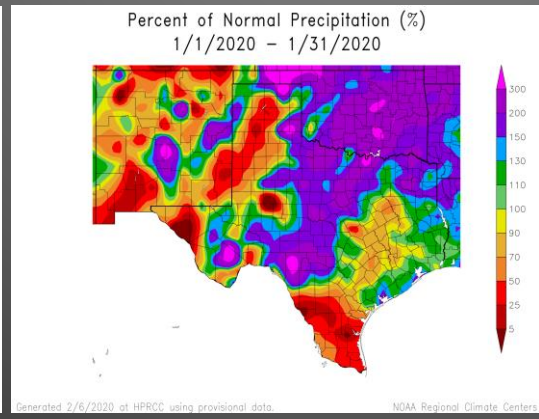 Percent of Normal Precipitation (%)
1/1/2020 – 1/31/2020
300
200
150
130
110
100
90
70
50
25
5
Generated 2/6/2020 at HPRCC using provisional data.
NOAA Regional Climate Centers